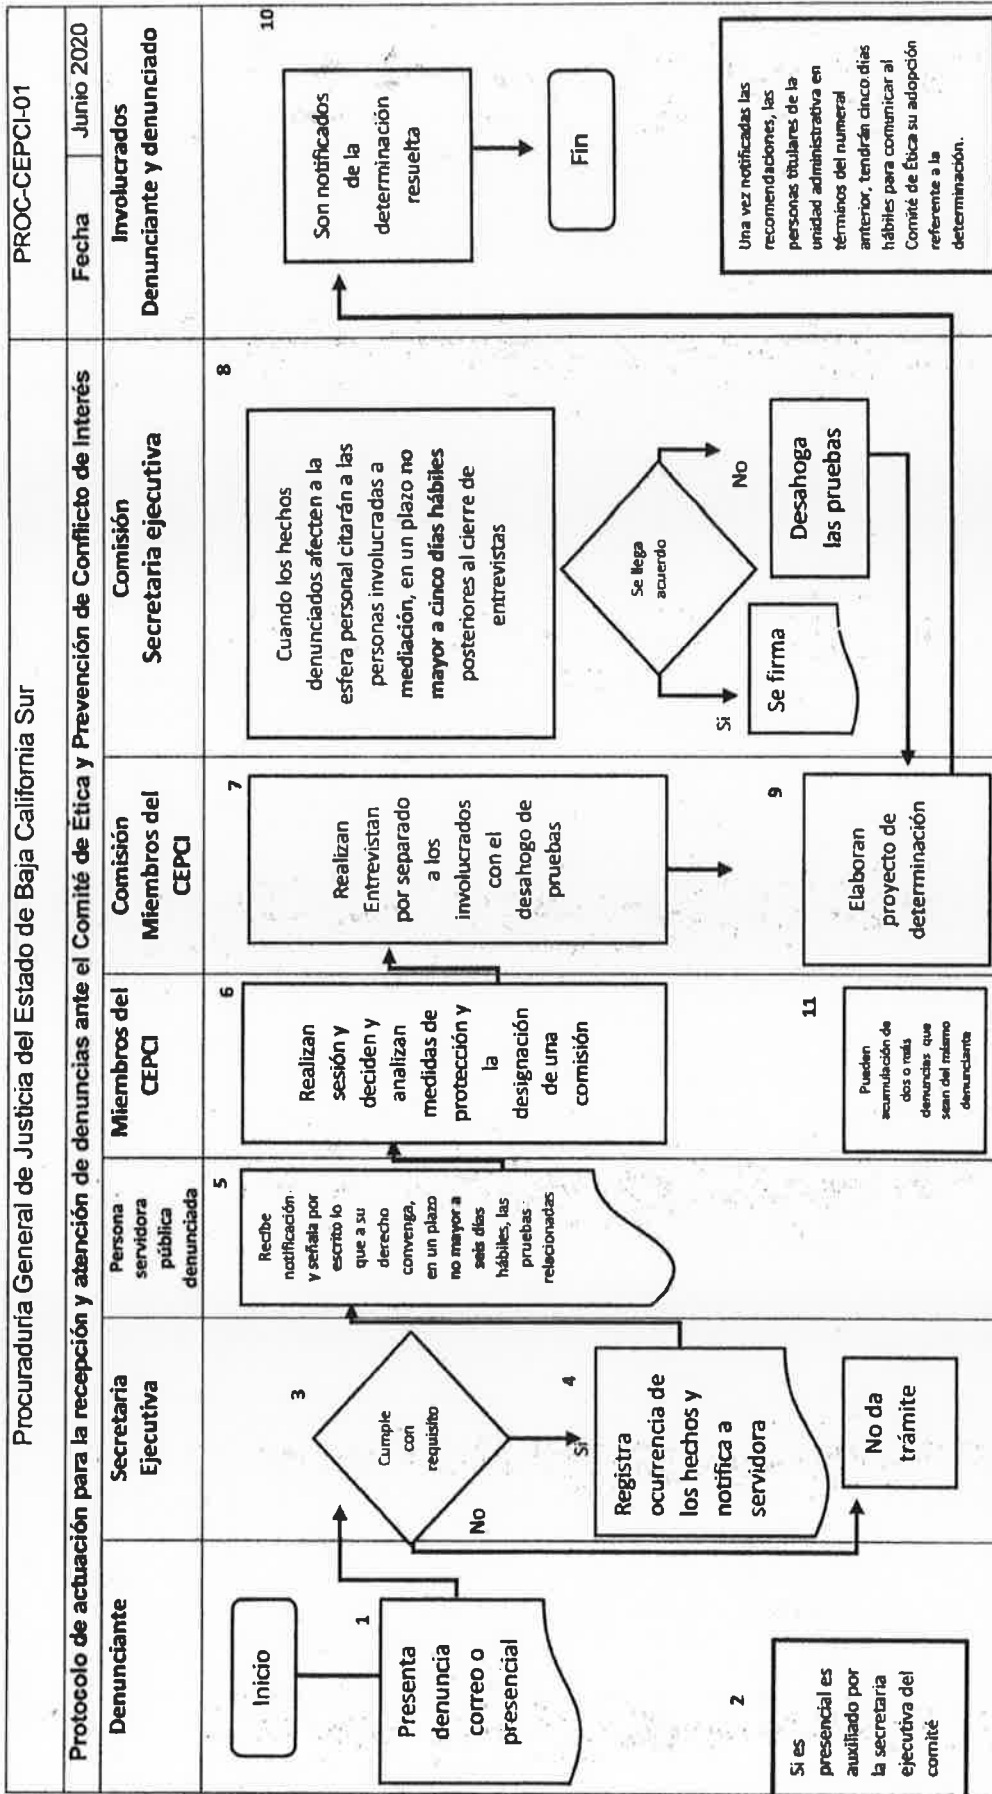 Procuraduría General de Justicia del Estado de Baja California Sur
PROC-CEPCI-01
Protocolo de actuación para la recepción y atención de denuncias ante el Comité de Ética y Prevención de Conflicto de Interés
Fecha
Junio 2020
Denunciante
Secretaria
Ejecutiva
Persona
servidora
pública
denunciada
Miembros del
CEPCI
Comisión
Miembros del
CEPCI
Comisión
Secretaria ejecutiva
Involucrados
Denunciante y denunciado
Inicio
1
Presenta
denuncia
correo o
presencial
2
Si es
presencial es
auxiliado por
la secretaria
ejecutiva del
comité
3
Cumple
con
requisito
No
Si
4
Registra
ocurrencia de
los hechos y
notifica a
servidora
No da
trámite
5
Recibe
notificación
y señala por
escrito lo
que a su
derecho
convenga,
en un plazo
no mayor a
seis días
hábiles, las
pruebas
relacionadas
6
Realizan
sesión y
deciden y
analizan
medidas de
protección y
la
designación
de una
comisión
11
Pueden
acumulación de
dos o más
denuncias que
sean del mismo
denunciante
7
Realizan
Entrevistan
por separado
a los
involucrados
con el
desahogo de
pruebas
9
Elaboran
proyecto de
determinación
8
Cuando los hechos
denunciados afecten a la
esfera personal citarán a las
personas involucradas a
mediación, en un plazo no
mayor a cinco días hábiles
posteriores al cierre de
entrevistas
Se llega
acuerdo
Si
No
Se firma
Desahoga
las pruebas
10
Son notificados
de la
determinación
resuelta
Fin
Una vez notificadas las
recomendaciones, las
personas titulares de la
unidad administrativa en
términos del numeral
anterior, tendrán cinco días
hábiles para comunicar al
Comité de Ética su adopción
referente a la
determinación.